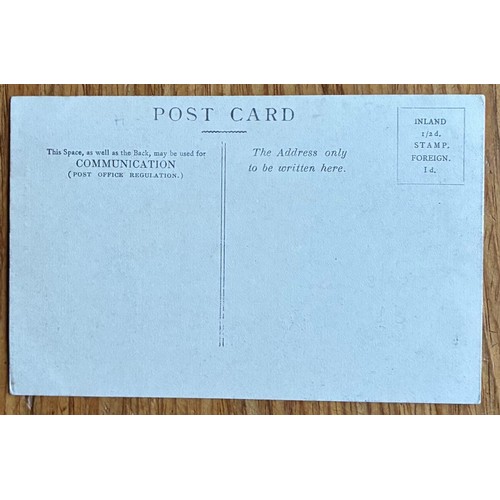 POST CARD
This Space, as well as the Back, may be used for
COMMUNICATION
(POST OFFICE REGULATION.)
The Address only
to be written here.
INLAND
1/2d.
STAMP.
FOREIGN.
1d.